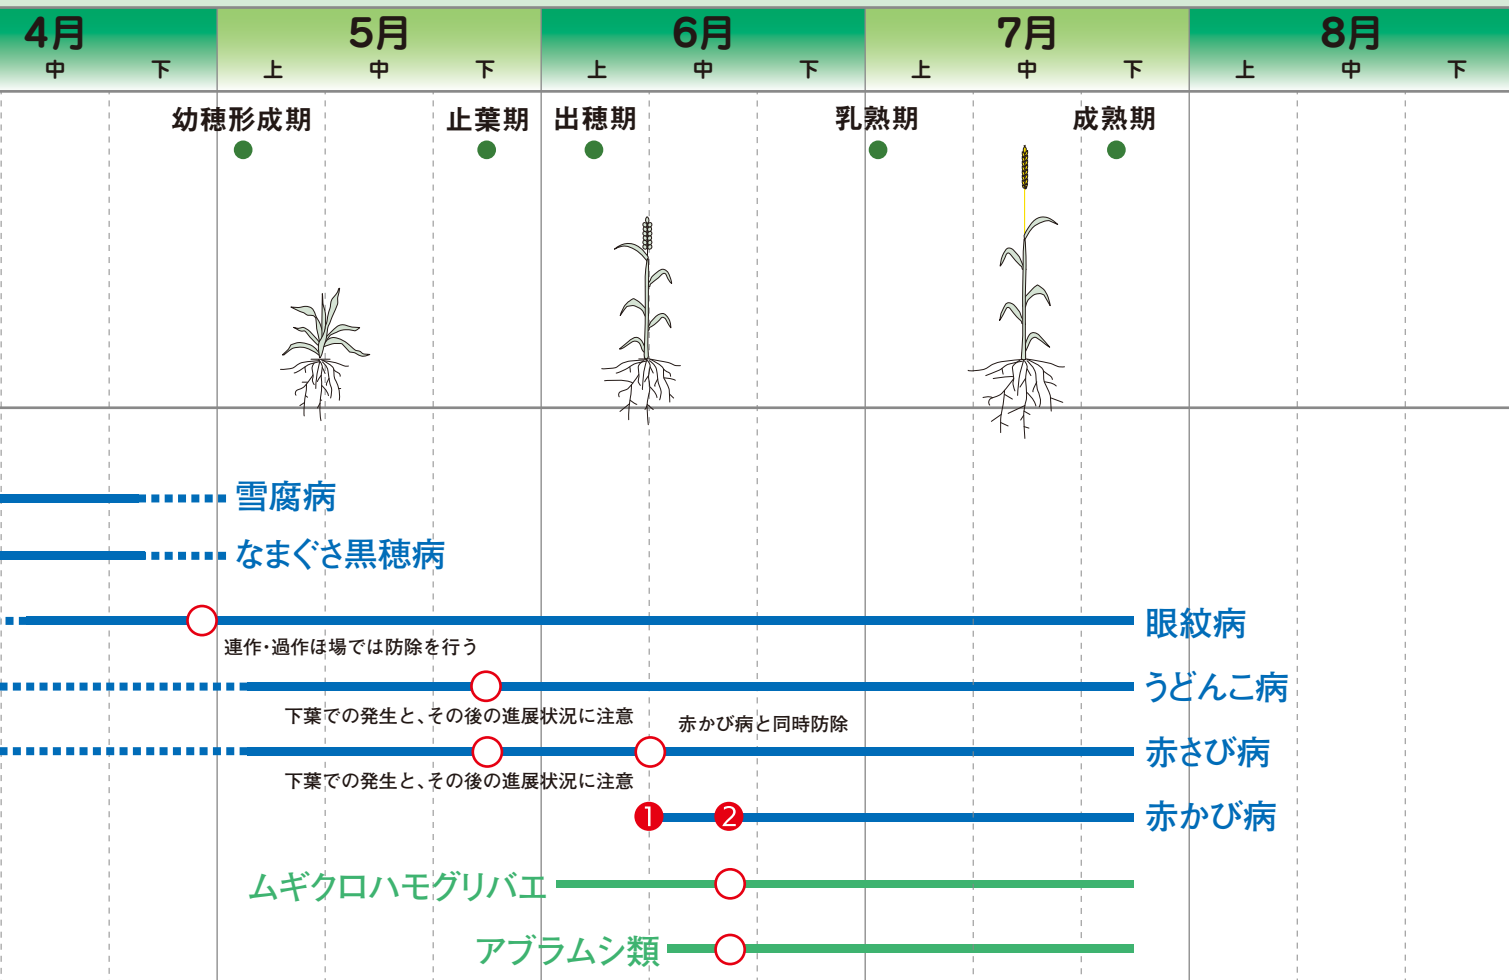 4月 5月 6月 7月 8月
中 下 上 中 下 上 中 下 上 中 下 上 中 下
幼穂形成期 止葉期 出穂期 乳熟期 成熟期
雪腐病
なまぐさ黒穂病
眼紋病
連作・過作ほ場では防除を行う
うどんこ病
下葉での発生と、その後の進展状況に注意
赤かび病と同時防除
赤さび病
下葉での発生と、その後の進展状況に注意
1 2 赤かび病
ムギクロハモグリバエ
アブラムシ類